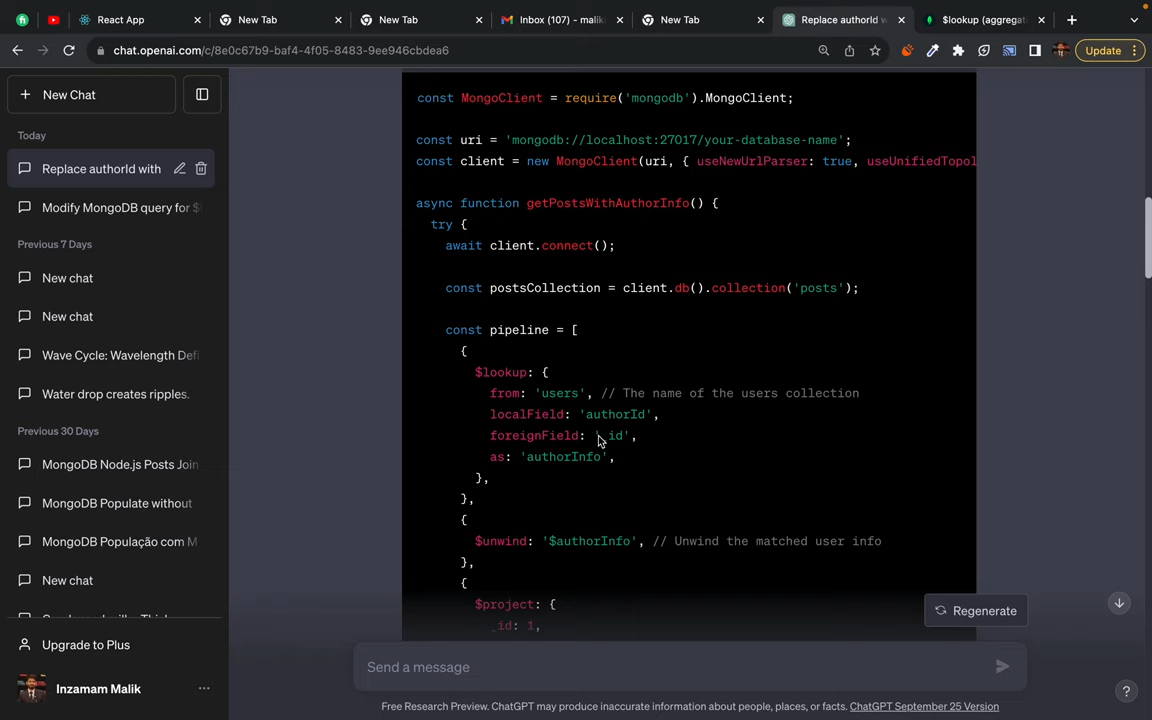 React App
New Tab
New Tab
Inbox (107) - malik
New Tab
Replace authorId w
$lookup (aggregat
chat.openai.com/c/8e0c67b9-baf4-4f05-8483-9ee946cbdea6
Update
New Chat
Today
Replace authorId with
Modify MongoDB query for $
Previous 7 Days
New chat
New chat
Wave Cycle: Wavelength Defi
Water drop creates ripples.
Previous 30 Days
MongoDB Node.js Posts Join
MongoDB Populate without
MongoDB População com M
New chat
Upgrade to Plus
Inzamam Malik
const MongoClient = require('mongodb').MongoClient;
const uri = 'mongodb://localhost:27017/your-database-name';
const client = new MongoClient(uri, { useNewUrlParser: true, useUnifiedTopol
async function getPostsWithAuthorInfo() {
try {
await client.connect();
const postsCollection = client.db().collection('posts');
const pipeline = [
{
$lookup: {
from: 'users', // The name of the users collection
localField: 'authorId',
foreignField: '_id',
as: 'authorInfo',
},
},
{
$unwind: '$authorInfo', // Unwind the matched user info
},
{
$project: {
_id: 1,
Regenerate
Send a message
Free Research Preview. ChatGPT may produce inaccurate information about people, places, or facts. ChatGPT September 25 Version
?